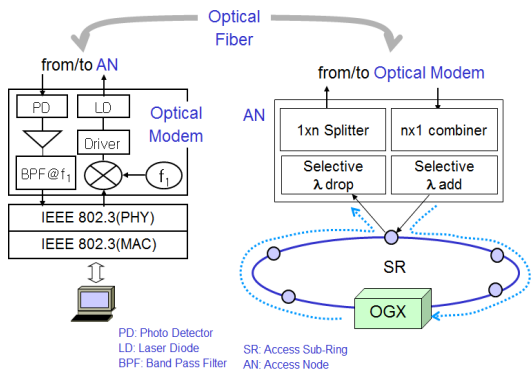 Optical
Fiber
from/to AN
PD
LD
Optical
Modem
Driver
BPF@f1
f1
IEEE 802.3(PHY)
IEEE 802.3(MAC)
PD: Photo Detector
LD: Laser Diode
BPF: Band Pass Filter
from/to Optical Modem
AN
1xn Splitter
nx1 combiner
Selective
λ drop
Selective
λ add
SR
OGX
SR: Access Sub-Ring
AN: Access Node